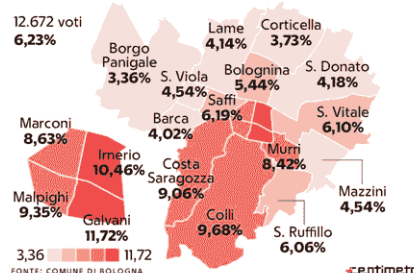 12.672 voti
6,23%
Borgo
Panigale
3,36%
Lame
4,14%
Corticella
3,73%
S. Viola
4,54%
Bolognina
5,44%
S. Donato
4,18%
Barca
4,02%
Saffi
6,19%
S. Vitale
6,10%
Marconi
8,63%
Irnerio
10,46%
Malpighi
9,35%
Galvani
11,72%
Costa
Saragozza
9,06%
Murri
8,42%
Mazzini
4,54%
Colli
9,68%
S. Ruffillo
6,06%
3,36 11,72
FONTE: COMUNE DI BOLOGNA